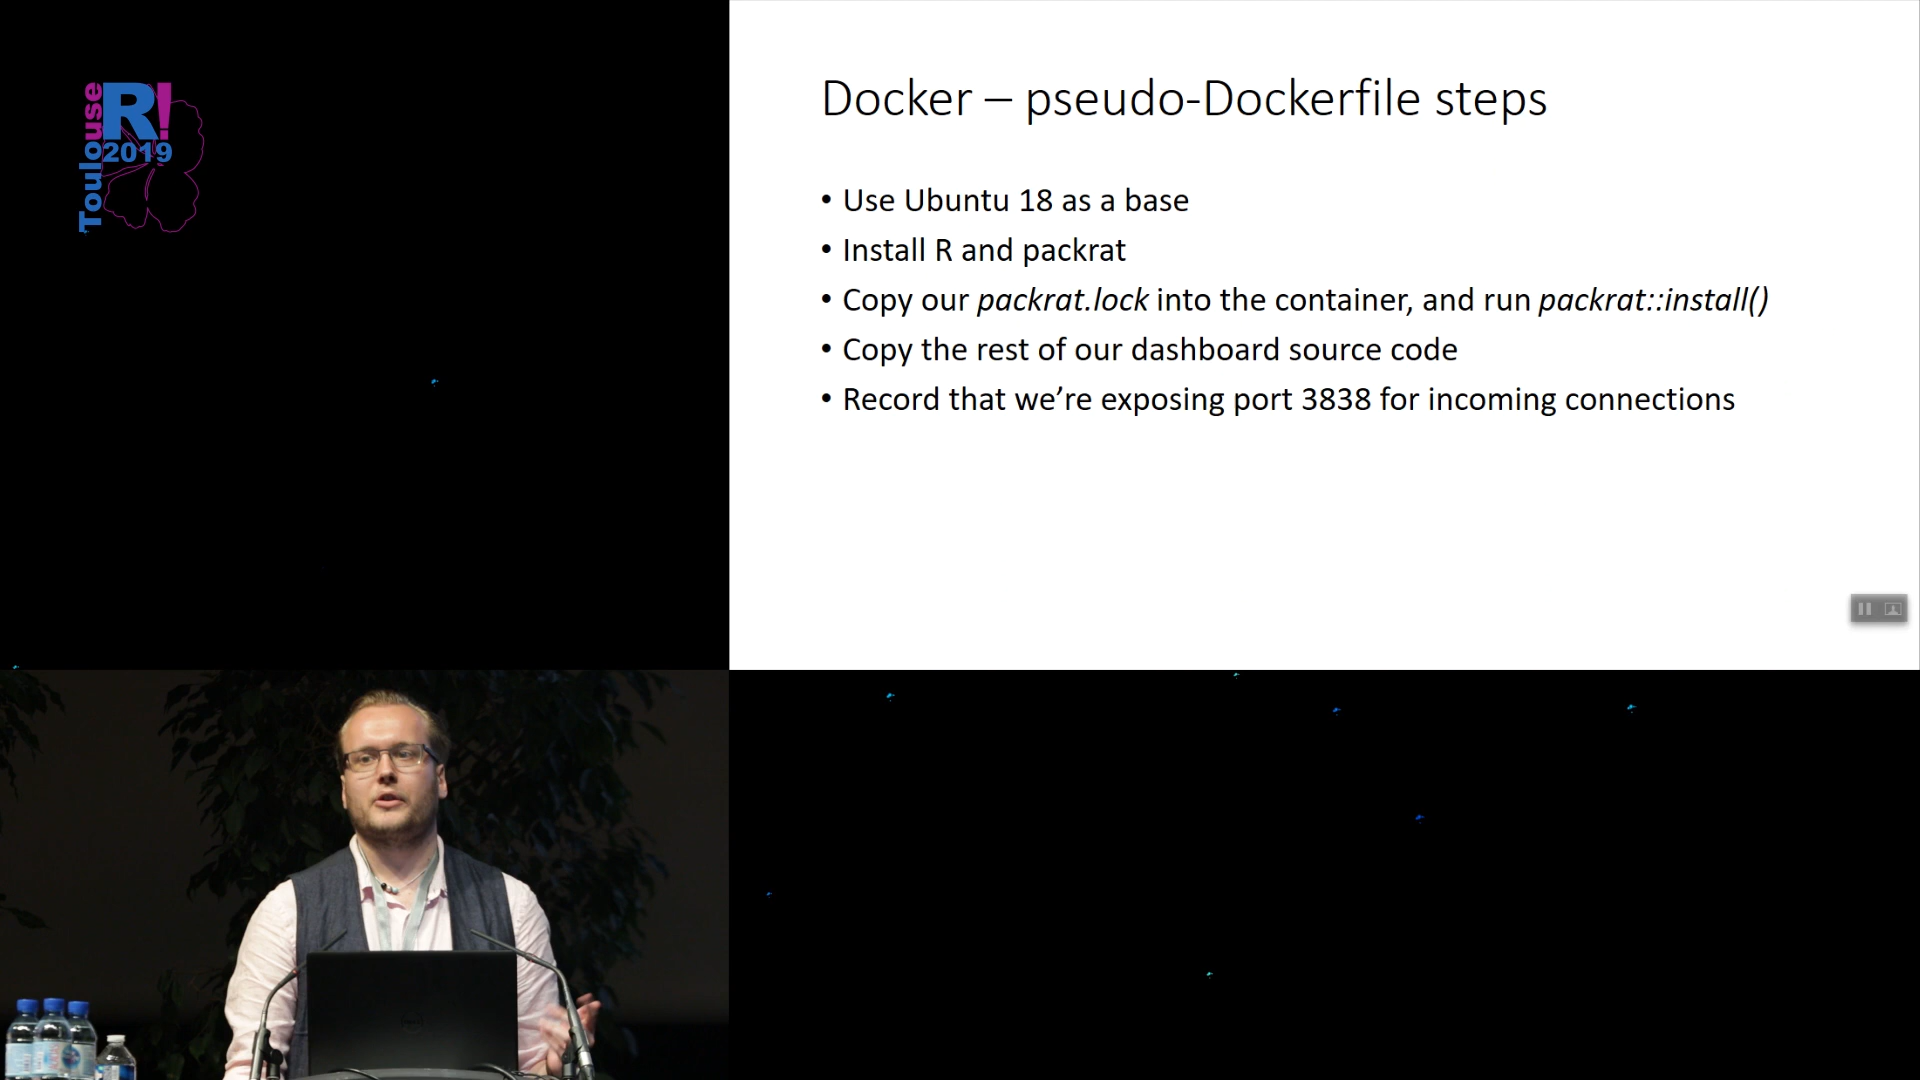 Toulouse
R!
2019
Docker – pseudo-Dockerfile steps
• Use Ubuntu 18 as a base
• Install R and packrat
• Copy our packrat.lock into the container, and run packrat::install()
• Copy the rest of our dashboard source code
• Record that we’re exposing port 3838 for incoming connections